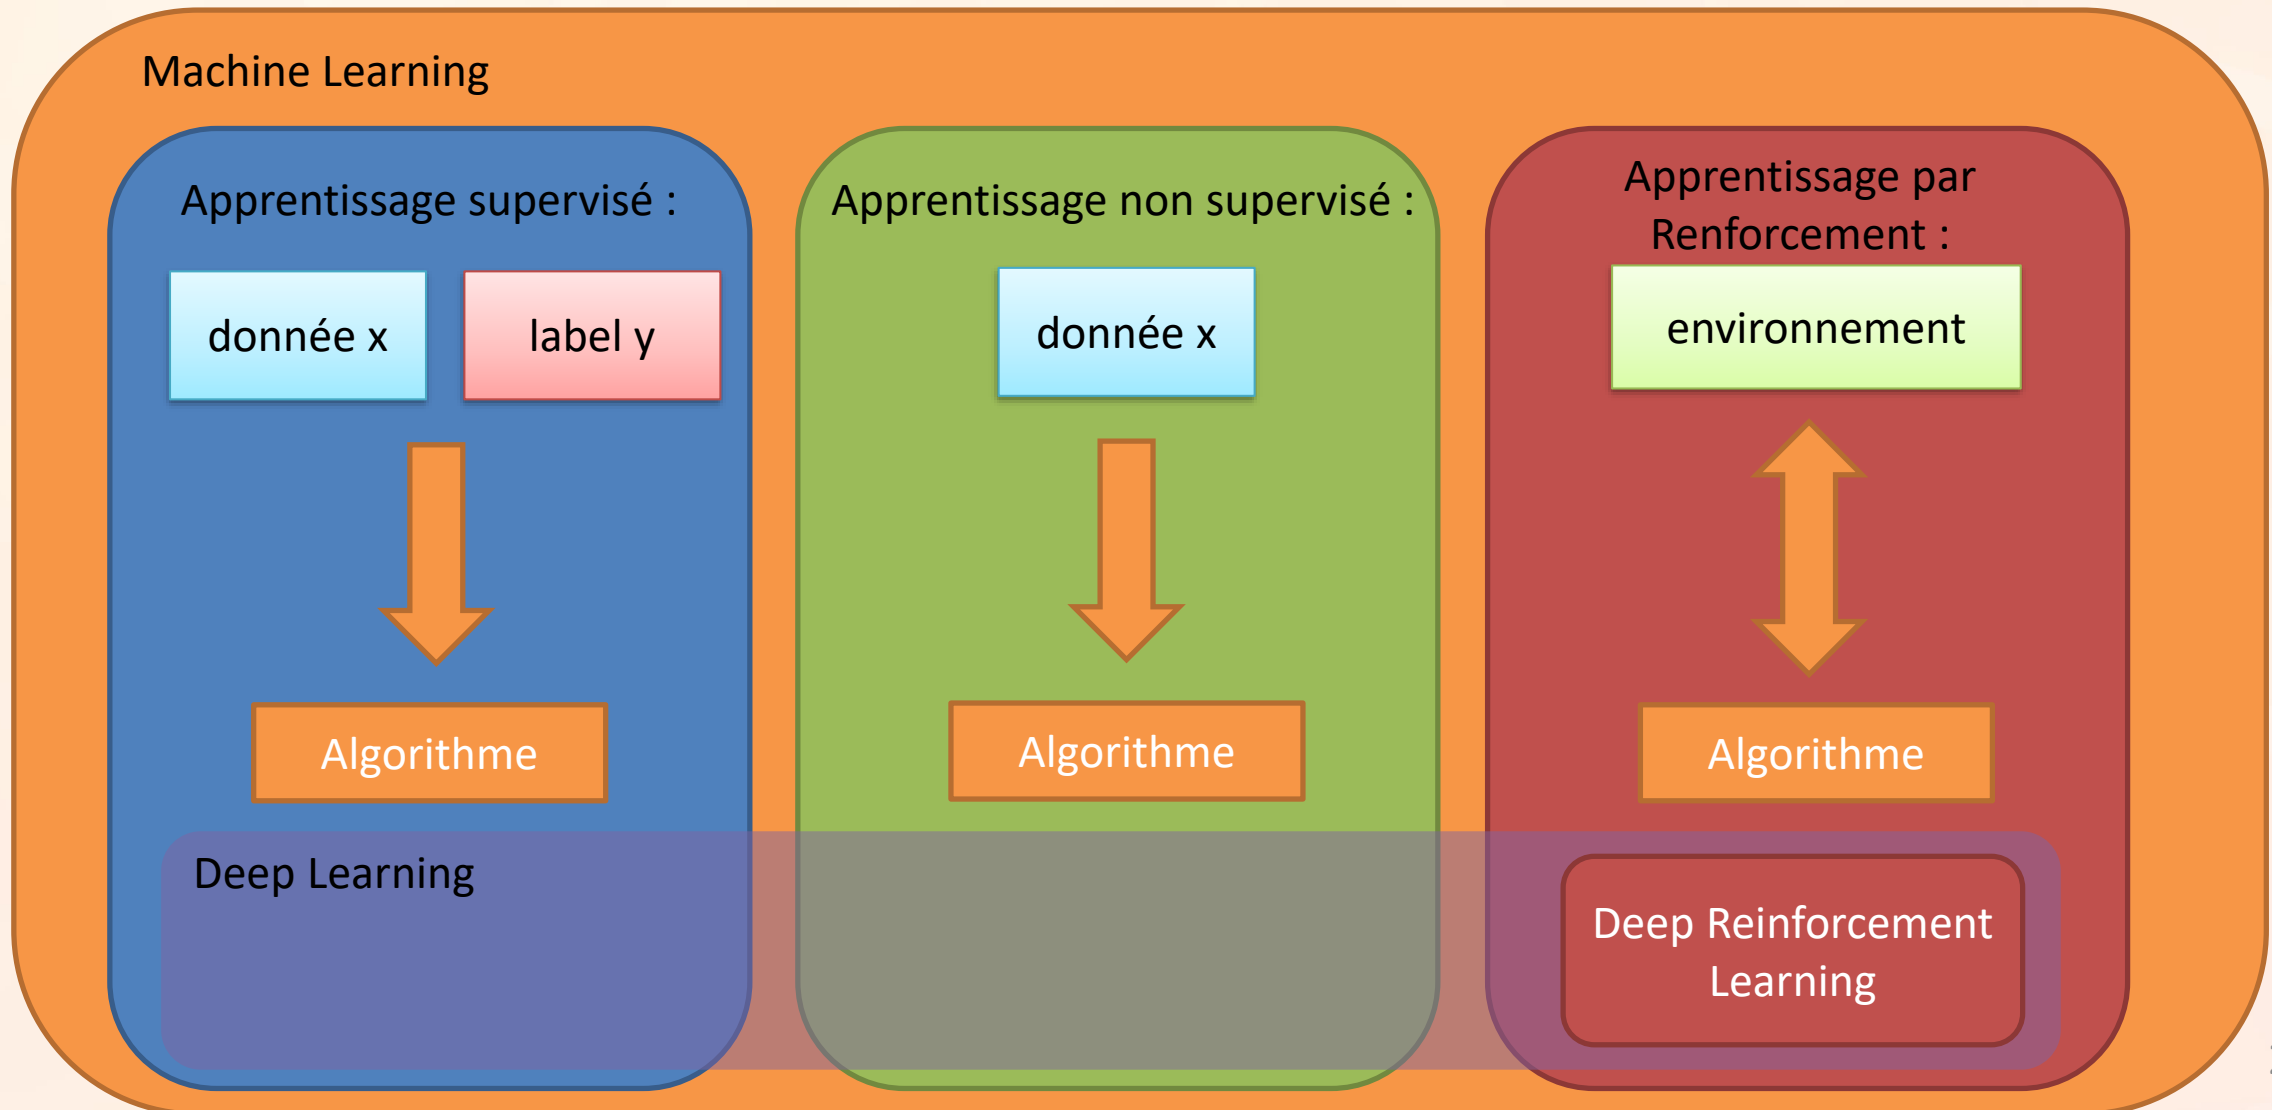 Machine Learning
Apprentissage supervisé :
donnée x
label y
Algorithme
Apprentissage non supervisé :
donnée x
Algorithme
Apprentissage par
Renforcement :
environnement
Algorithme
Deep Learning
Deep Reinforcement
Learning